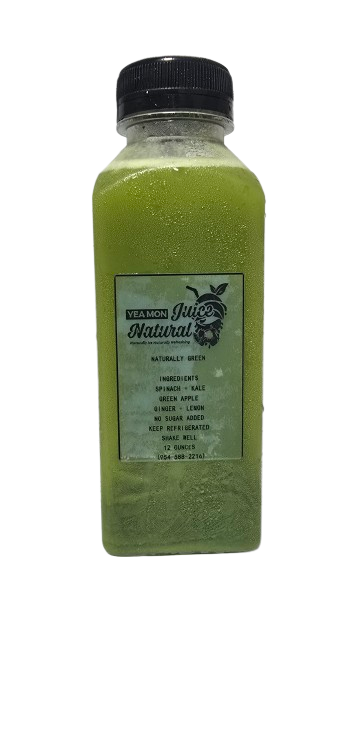 YEA MON Juice
Natural
NATURALLY GREEN
INGREDIENTS
SPINACH - KALE
GREEN APPLE
GINGER - LEMON
NO SUGAR ADDED
KEEP REFRIGERATED
SHAKE WELL
12 OUNCES